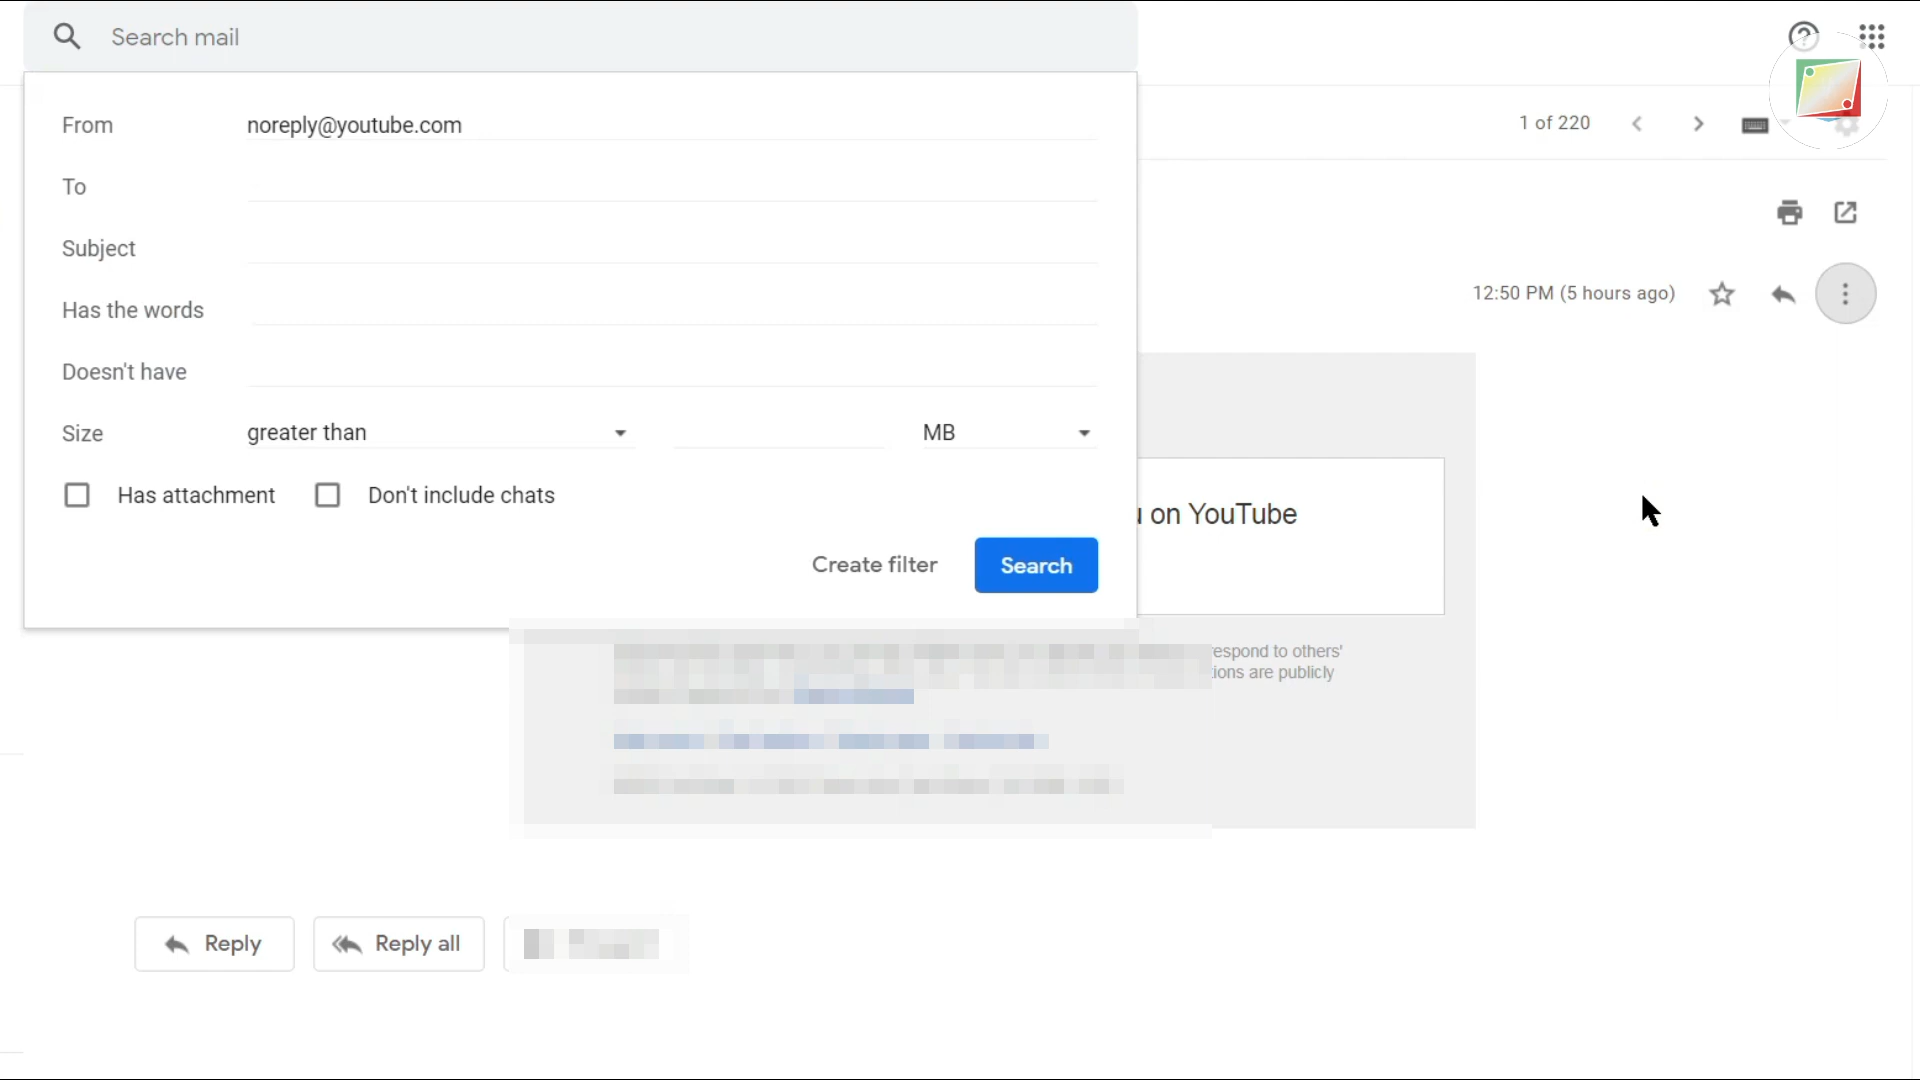 Search mail
From noreply@youtube.com
To
Subject
Has the words
Doesn't have
Size greater than MB
Has attachment Don't include chats
Create filter Search
1 of 220
12:50 PM (5 hours ago)
on YouTube
respond to others'
are publicly
Reply Reply all